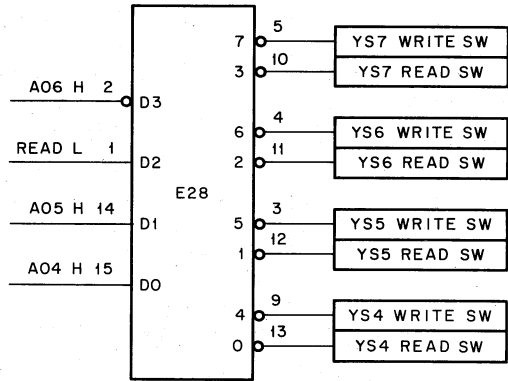 7 5 YS7 WRITE SW
3 10 YS7 READ SW
A06 H 2 D3
6 4 YS6 WRITE SW
READ L 1 D2 2 11 YS6 READ SW
E28
A05 H 14 D1 5 3 YS5 WRITE SW
1 12 YS5 READ SW
A04 H 15 D0
4 9 YS4 WRITE SW
0 13 YS4 READ SW